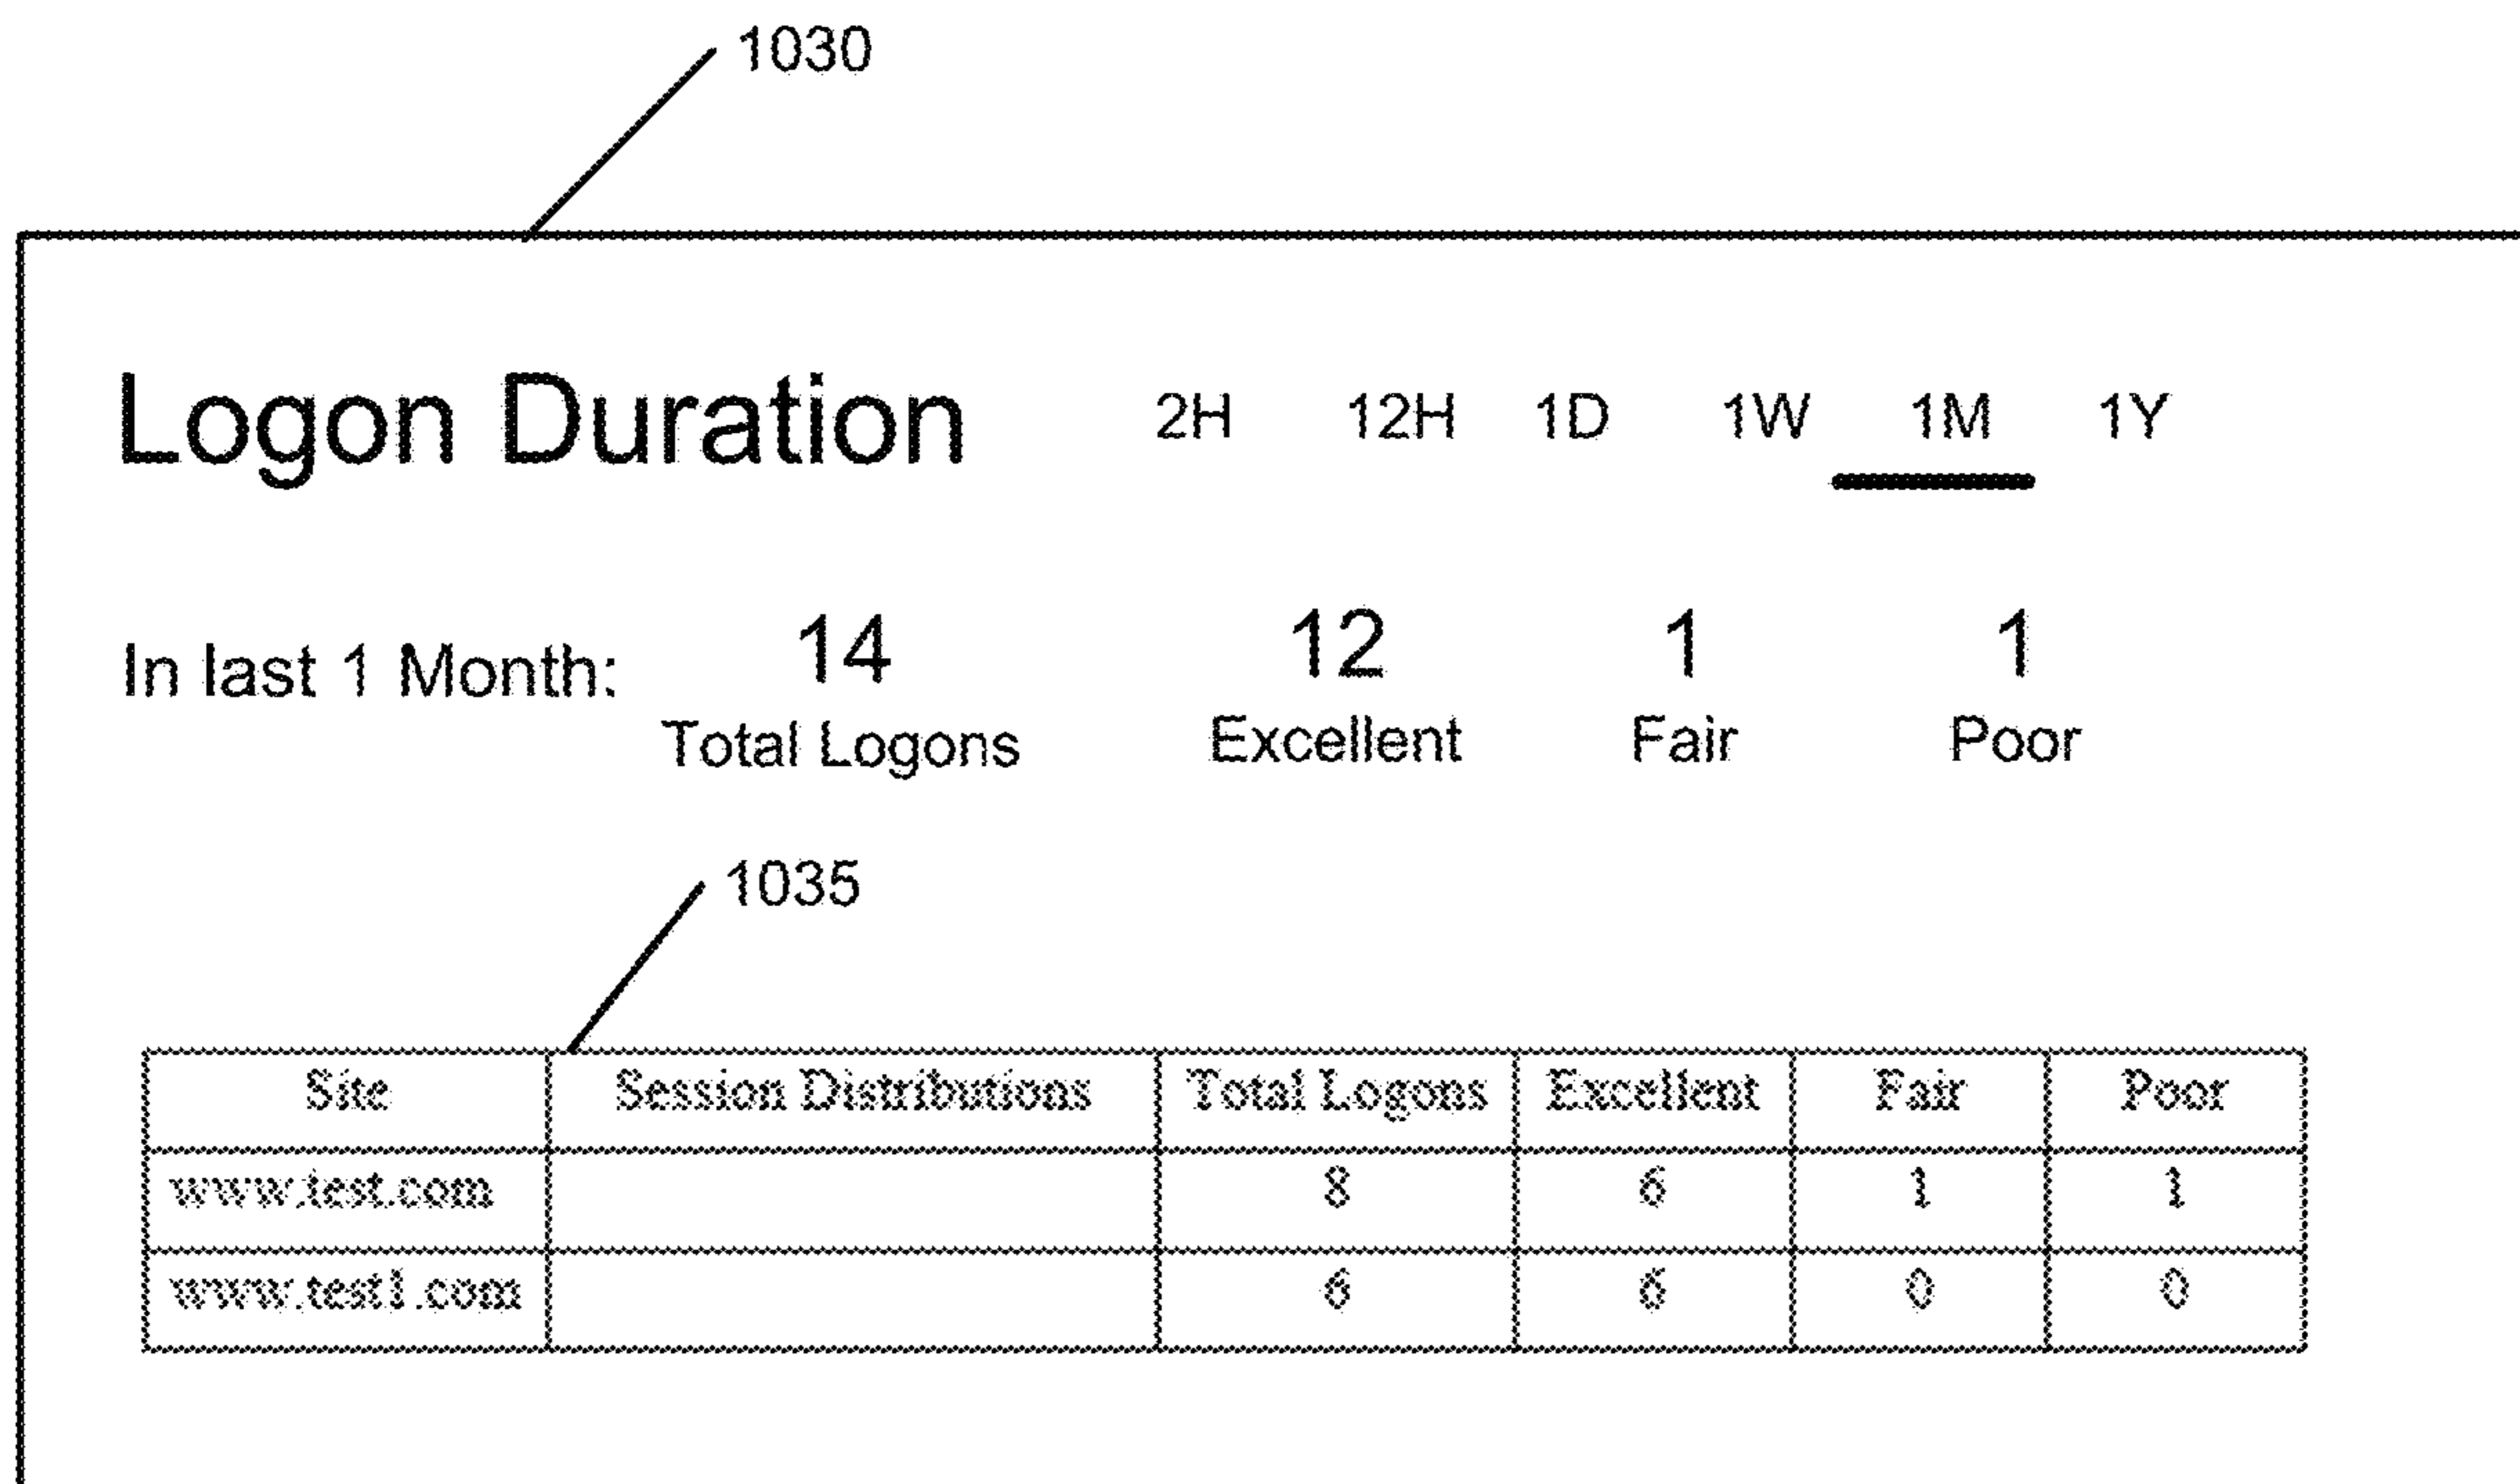 1030
Logon Duration 2H 12H 1D 1W 1M 1Y
In last 1 Month: 14 12 1 1
Total Logons Excellent Fair Poor
1035
Site Session Distributions Total Logons Excellent Fair Poor
www.test.com 8 6 1 1
www.test1.com 6 6 0 0